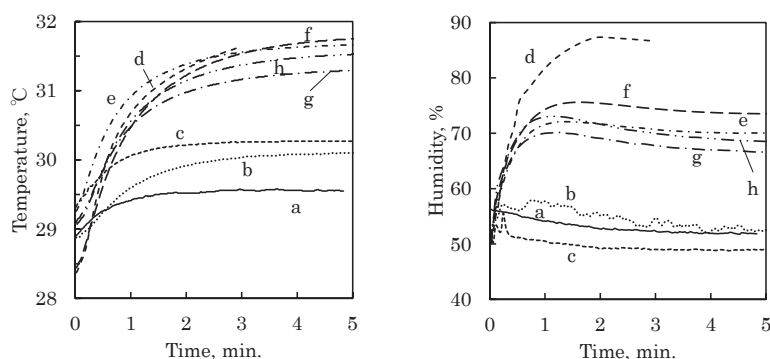 32
31
30
29
28
Temperature, ℃
0
1
2
3
4
5
Time, min.
a
b
c
d
e
f
g
h
90
80
70
60
50
40
Humidity, %
0
1
2
3
4
5
Time, min.
d
f
e
g
h
b
a
c